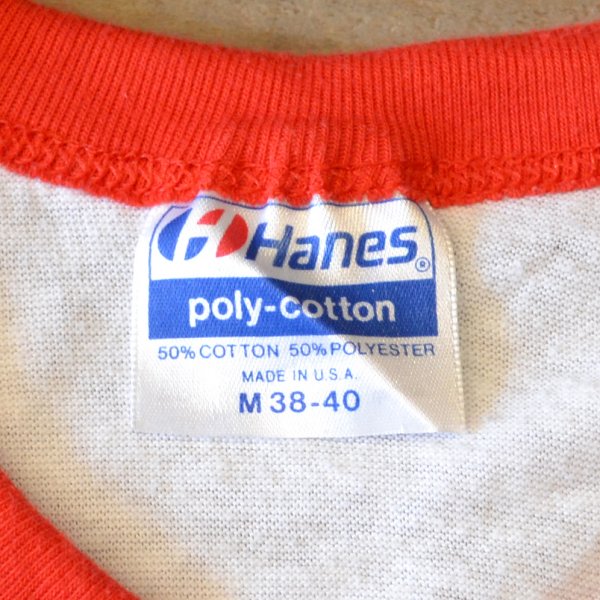 Hanes®
poly-cotton
50% COTTON 50% POLYESTER
MADE IN U.S.A.
M 38-40